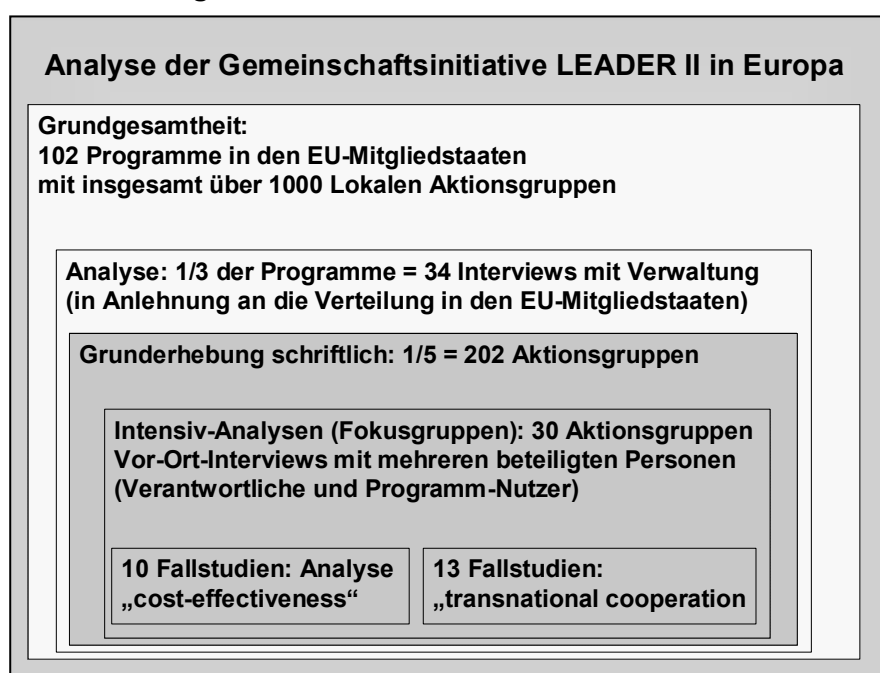 Analyse der Gemeinschaftsinitiative LEADER II in Europa
Grundgesamtheit:
102 Programme in den EU-Mitgliedstaaten
mit insgesamt über 1000 Lokalen Aktionsgruppen
Analyse: 1/3 der Programme = 34 Interviews mit Verwaltung
(in Anlehnung an die Verteilung in den EU-Mitgliedstaaten)
Grunderhebung schriftlich: 1/5 = 202 Aktionsgruppen
Intensiv-Analysen (Fokusgruppen): 30 Aktionsgruppen
Vor-Ort-Interviews mit mehreren beteiligten Personen
(Verantwortliche und Programm-Nutzer)
10 Fallstudien: Analyse
„cost-effectiveness“
13 Fallstudien:
„transnational cooperation